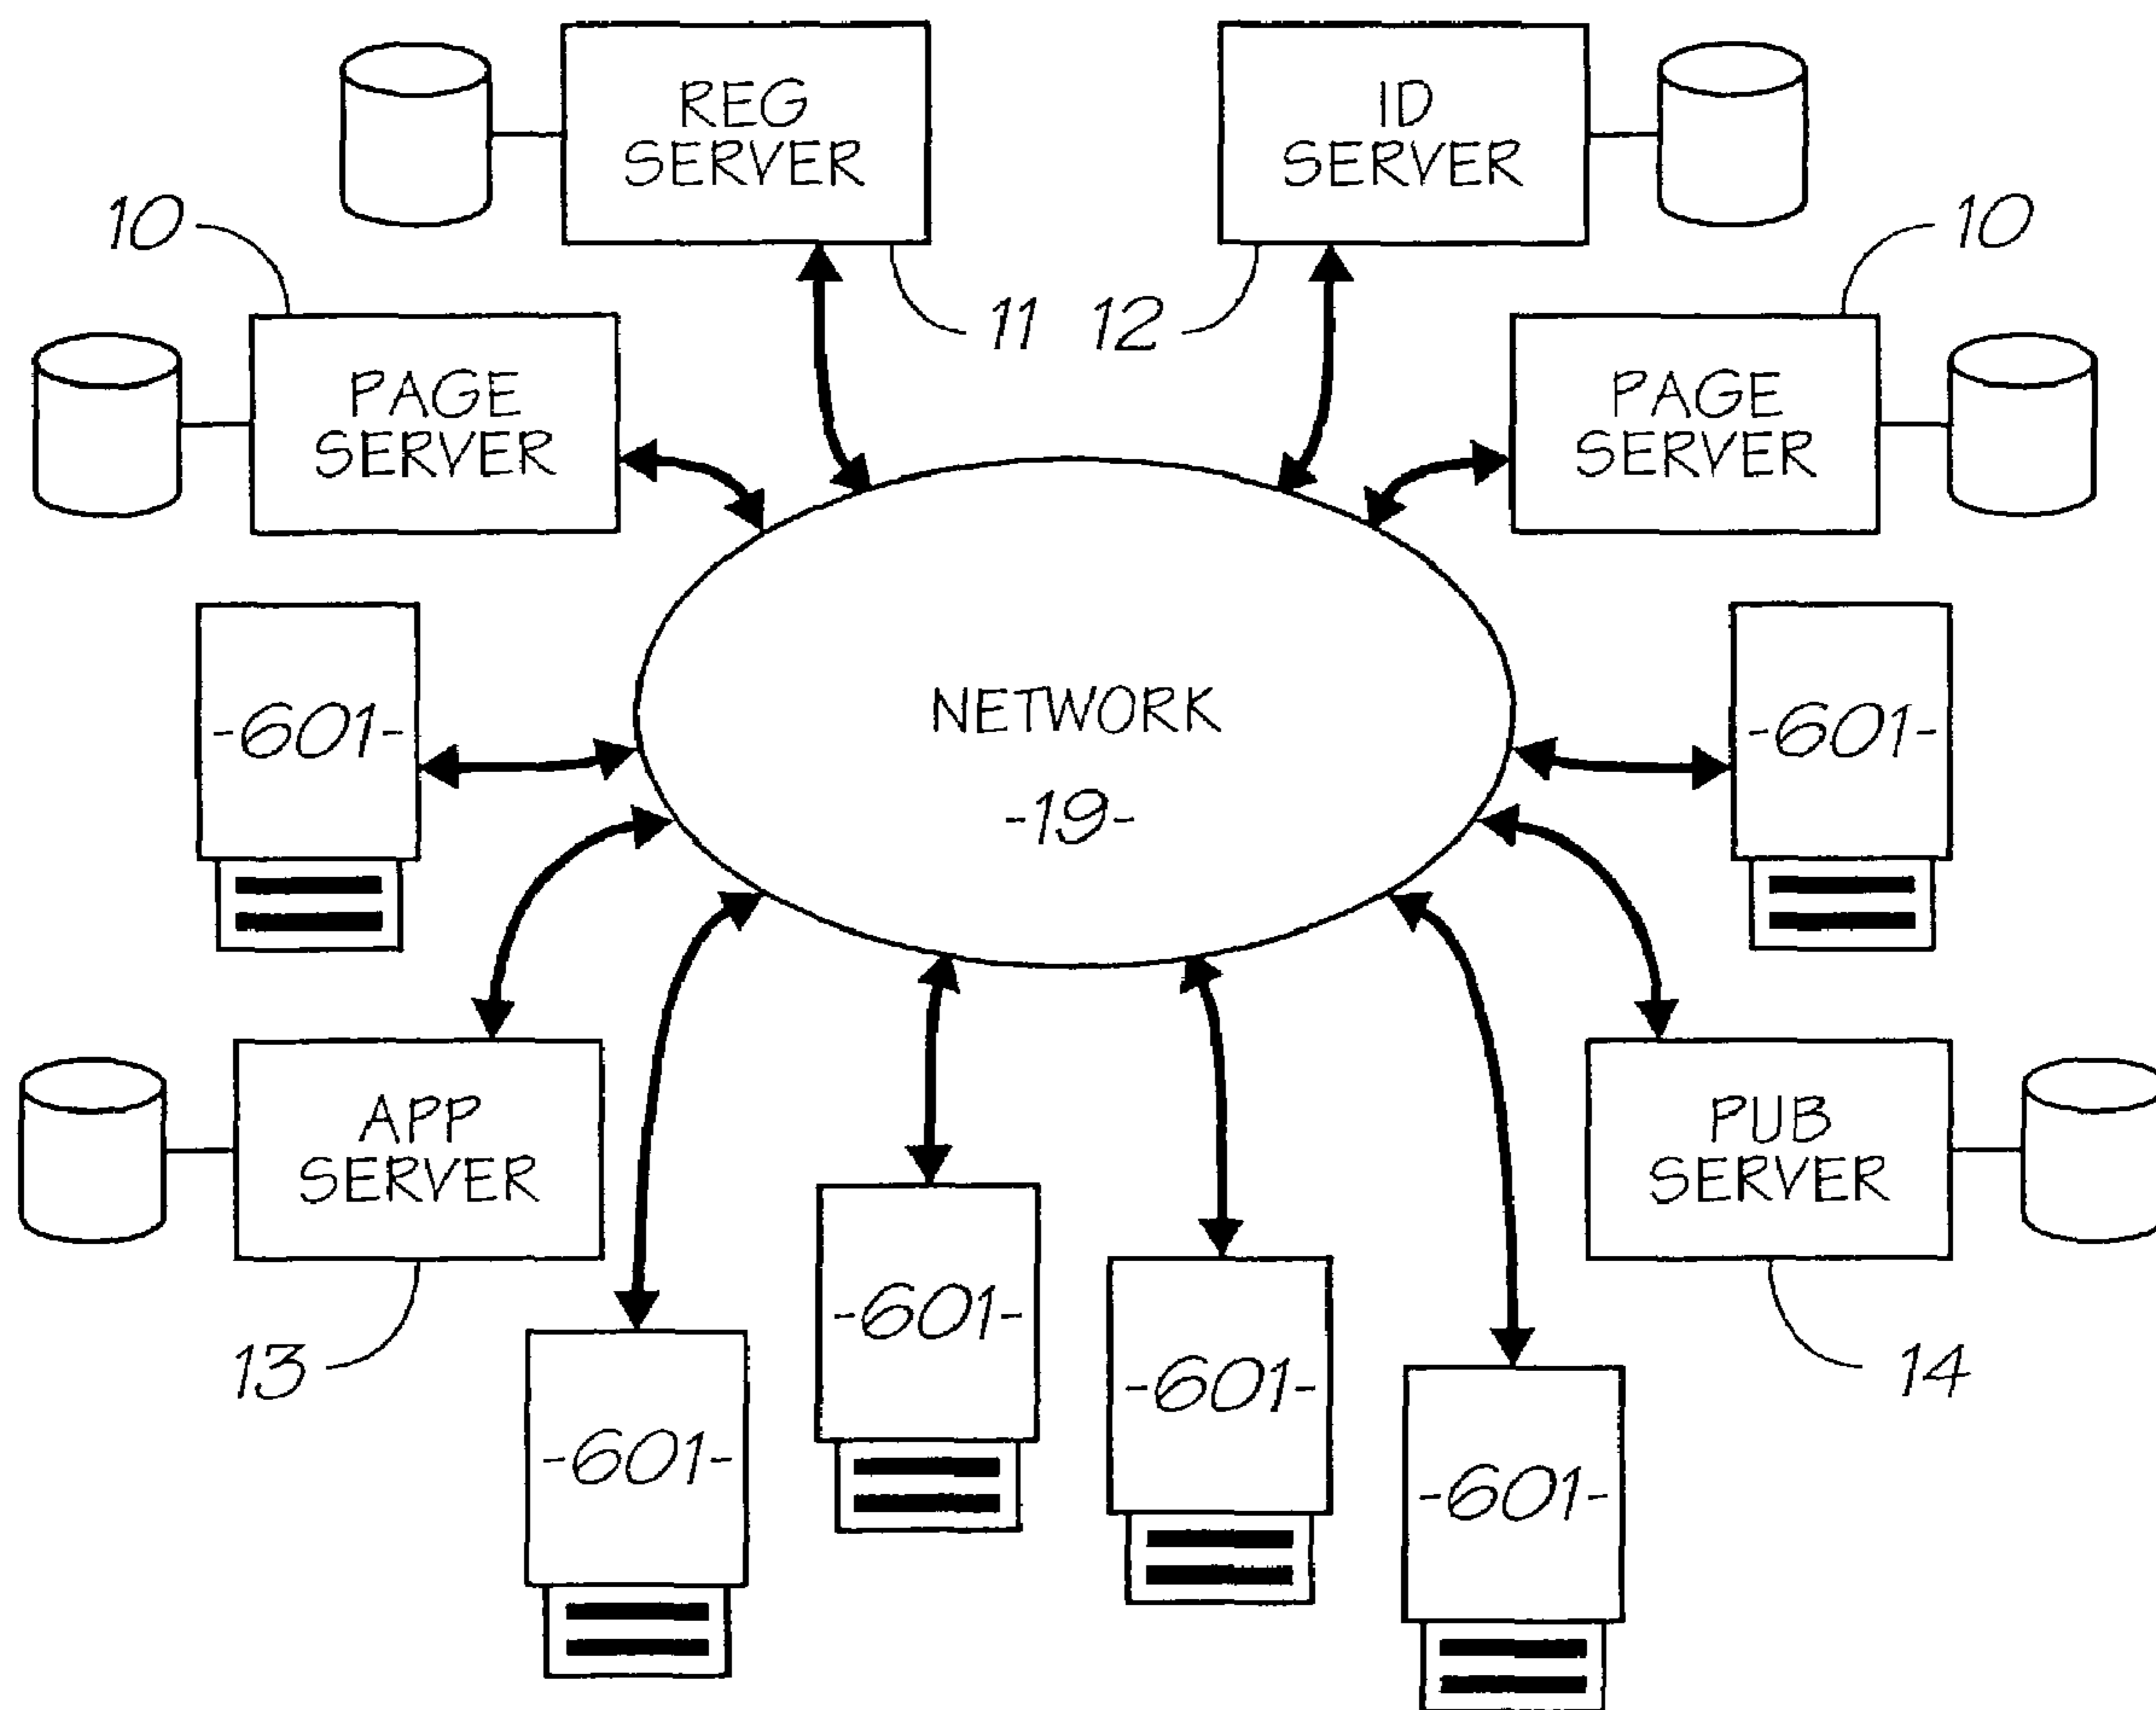 REG
SERVER
ID
SERVER
10
10
11
12
PAGE
SERVER
PAGE
SERVER
-601-
NETWORK
-19-
-601-
APP
SERVER
PUB
SERVER
13
-601-
-601-
-601-
-601-
14